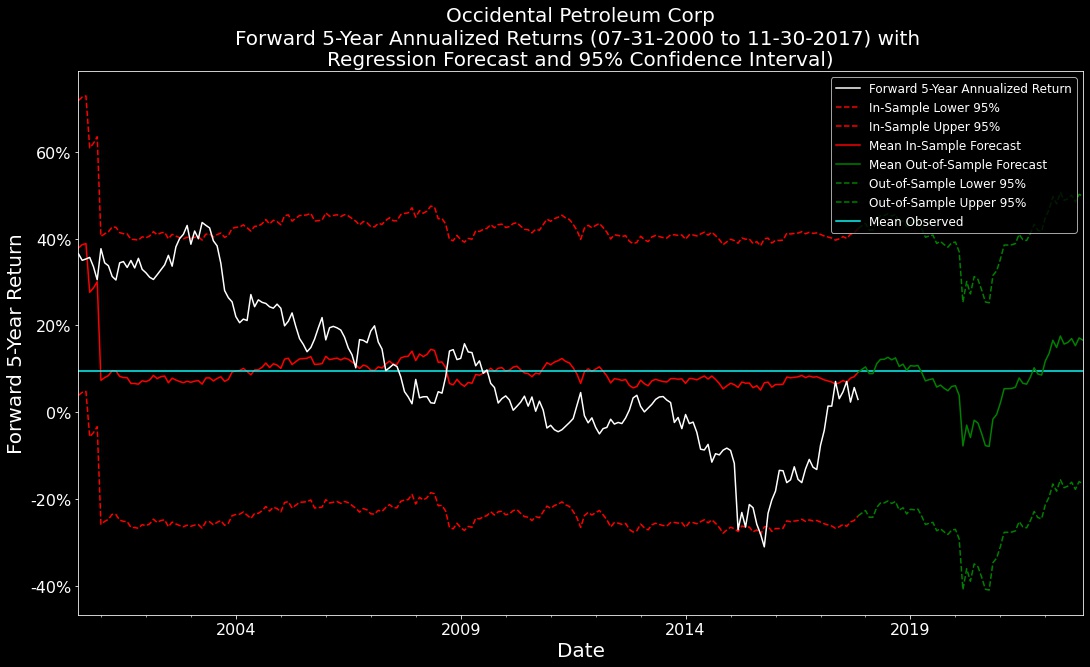 Occidental Petroleum Corp
Forward 5-Year Annualized Returns (07-31-2000 to 11-30-2017) with
Regression Forecast and 95% Confidence Interval)
Forward 5-Year Annualized Return
In-Sample Lower 95%
In-Sample Upper 95%
Mean In-Sample Forecast
Mean Out-of-Sample Forecast
Out-of-Sample Lower 95%
Out-of-Sample Upper 95%
Mean Observed
Forward 5-Year Return
60%
40%
20%
0%
-20%
-40%
2004
2009
2014
2019
Date